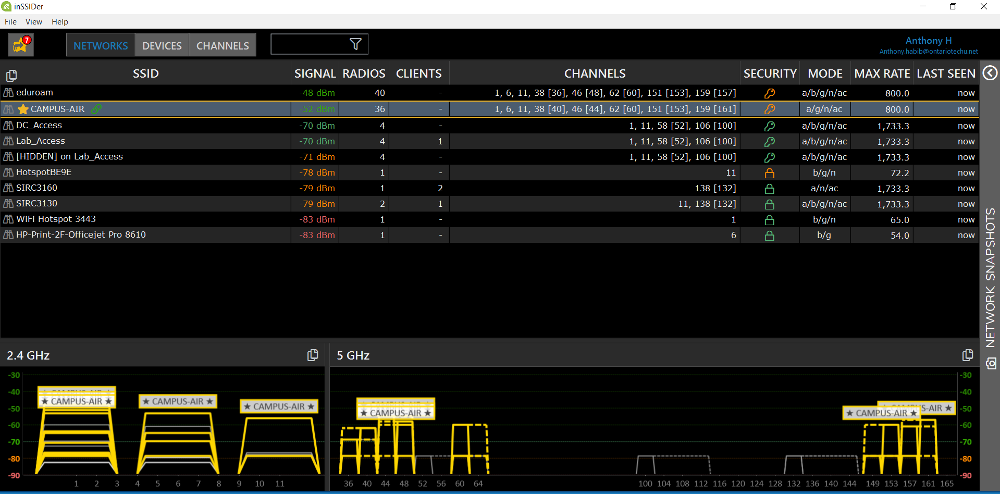 inSSIDer
File View Help
7
NETWORKS DEVICES CHANNELS
Anthony H
Anthony.habib@ontariotechu.net
SSID SIGNAL RADIOS CLIENTS CHANNELS SECURITY MODE MAX RATE LAST SEEN
eduroam -48 dBm 40 - 1, 6, 11, 38 [36], 46 [48], 62 [60], 151 [153], 159 [157] a/b/g/n/ac 800.0 now
CAMPUS-AIR -52 dBm 36 - 1, 6, 11, 38 [40], 46 [44], 62 [60], 151 [153], 159 [161] a/g/n/ac 800.0 now
DC_Access -70 dBm 4 - 1, 11, 58 [52], 106 [100] a/b/g/n/ac 1,733.3 now
Lab_Access -70 dBm 4 1 1, 11, 58 [52], 106 [100] a/b/g/n/ac 1,733.3 now
[HIDDEN] on Lab_Access -71 dBm 4 - 1, 11, 58 [52], 106 [100] a/b/g/n/ac 1,733.3 now
HotspotBE9E -78 dBm 1 - 11 b/g/n 72.2 now
SIRC3160 -79 dBm 1 2 138 [132] a/n/ac 1,733.3 now
SIRC3130 -79 dBm 2 1 11, 138 [132] a/b/g/n/ac 1,733.3 now
WiFi Hotspot 3443 -83 dBm 1 - 1 b/g/n 65.0 now
HP-Print-2F-Officejet Pro 8610 -83 dBm 1 - 6 b/g 54.0 now
NETWORK SNAPSHOTS
2.4 GHz
-30
-40
-50
-60
-70
-80
-90
★ CAMPUS-AIR ★
★ CAMPUS-AIR ★
★ CAMPUS-AIR ★
1 2 3 4 5 6 7 8 9 10 11
5 GHz
★ CAMPUS-AIR ★
★ CAMPUS-AIR ★
CAMPUS-AIR ★
-30
-40
-50
-60
-70
-80
-90
36 40 44 48 52 56 60 64 100 104 108 112 116 120 124 128 132 136 140 144 149 153 157 161 165